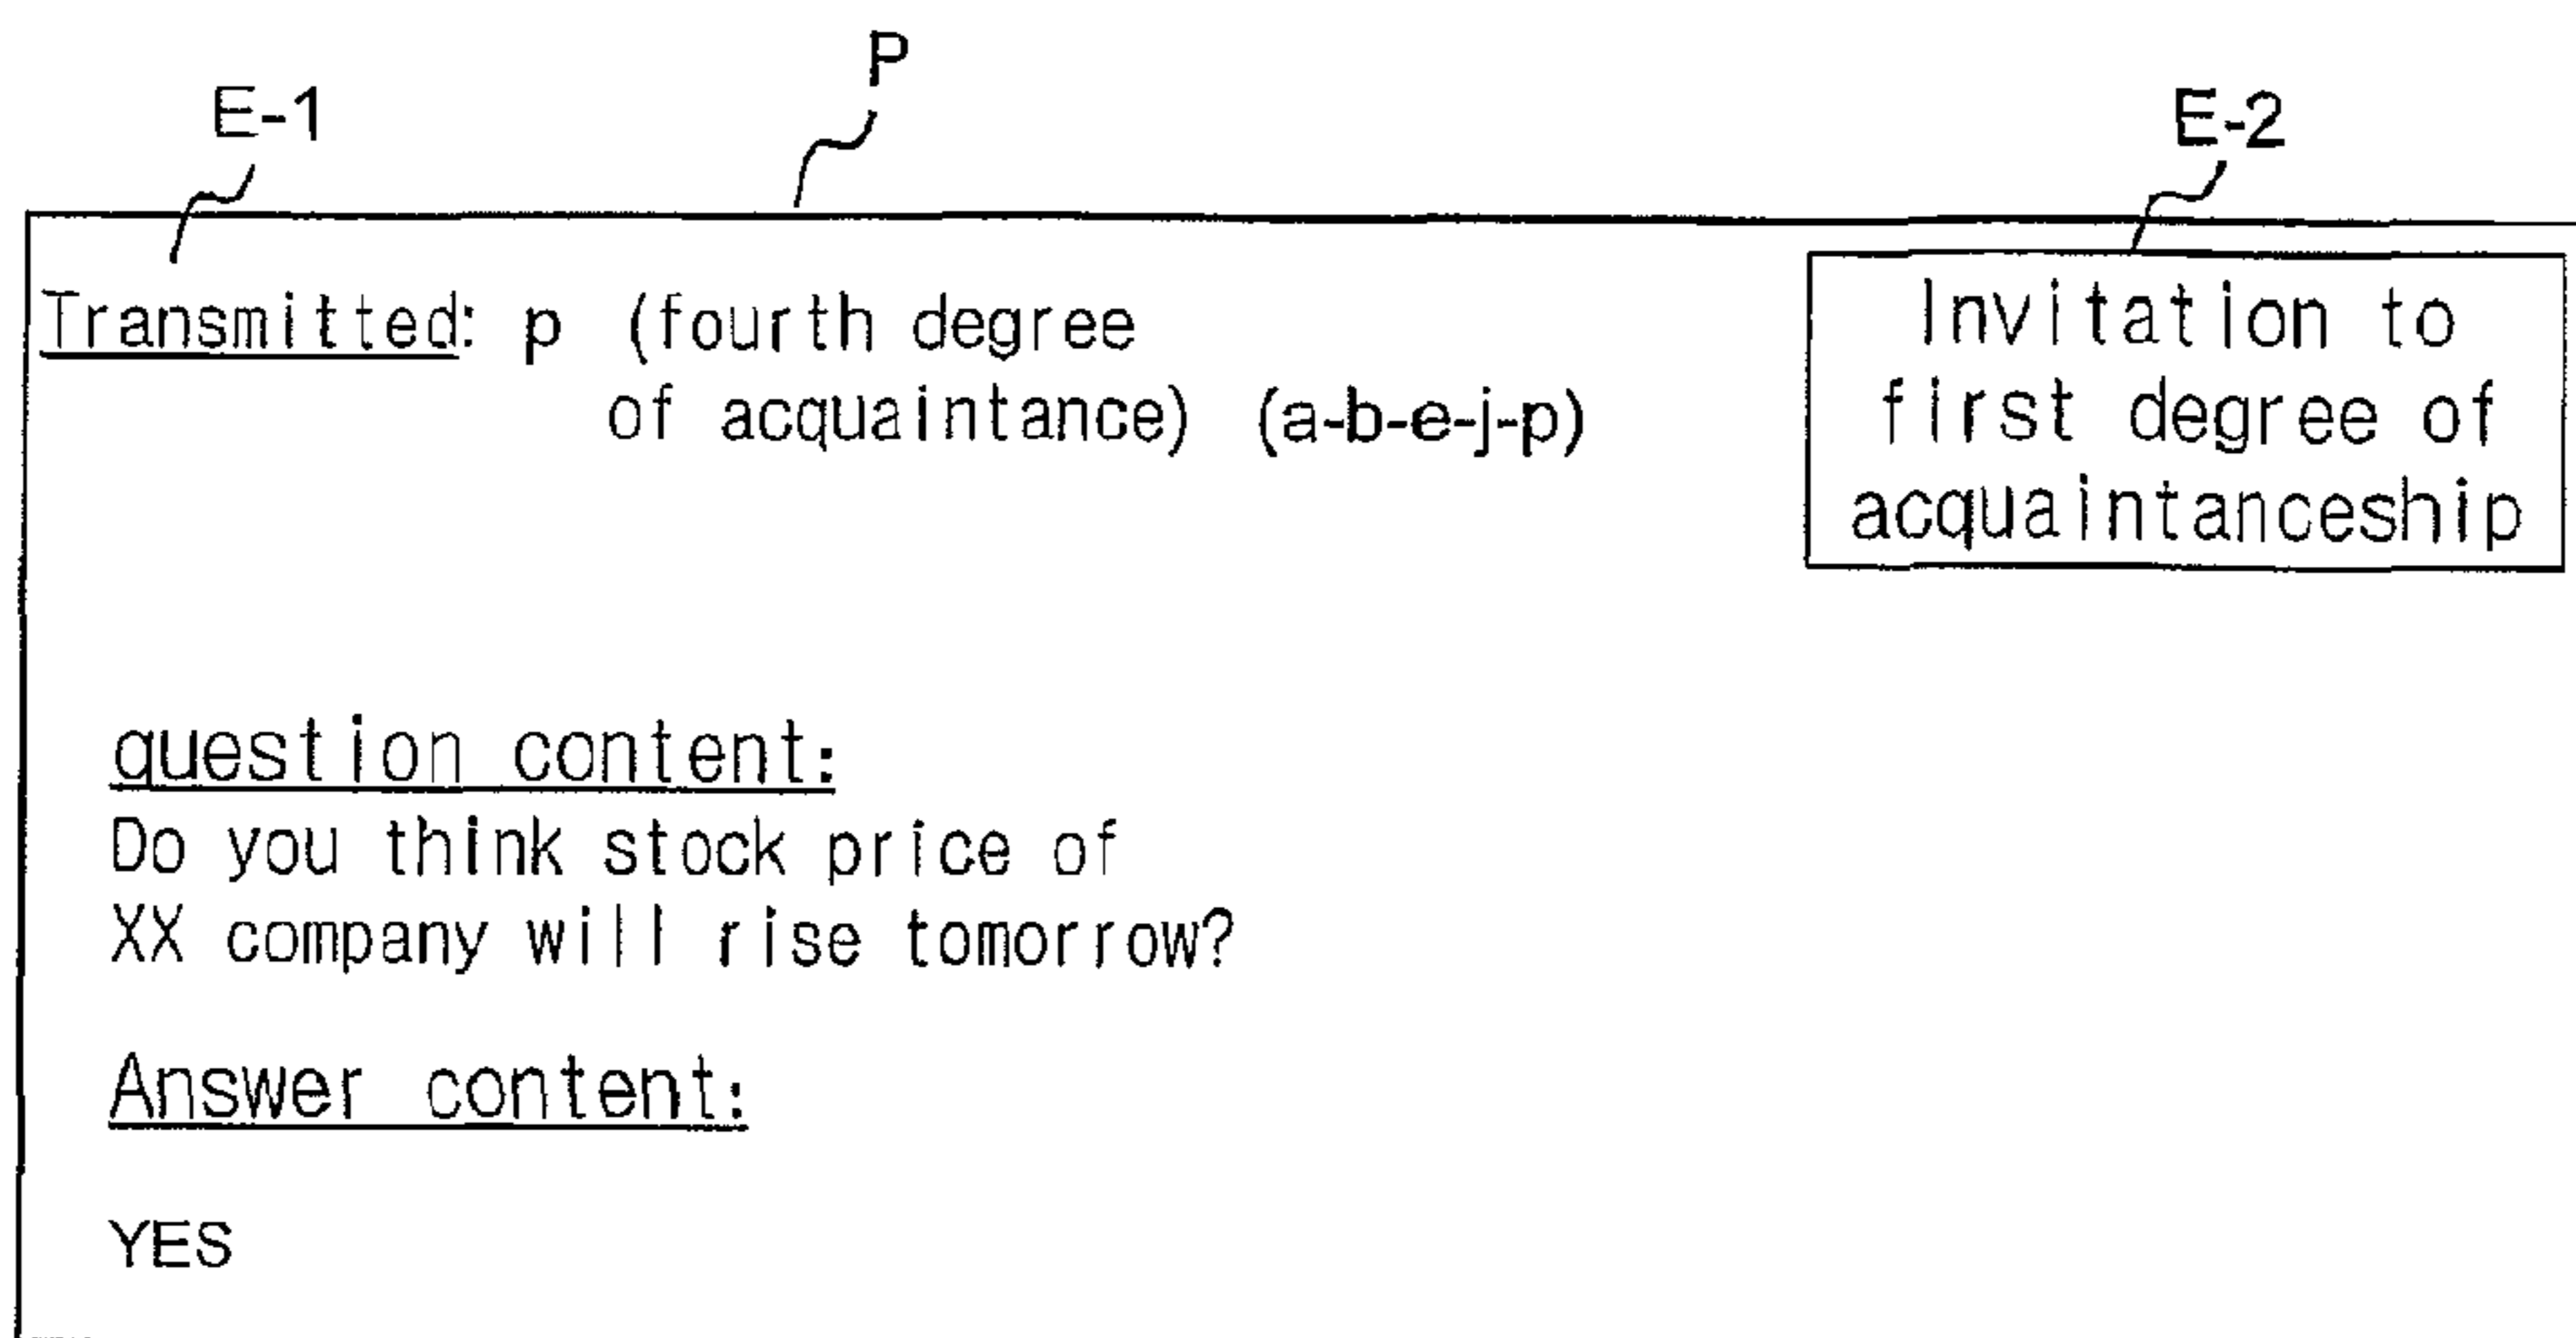 P
E-1
E-2
Transmitted: p (fourth degree
of acquaintance) (a-b-e-j-p)
Invitation to
first degree of
acquaintanceship
question content:
Do you think stock price of
XX company will rise tomorrow?
Answer content:
YES